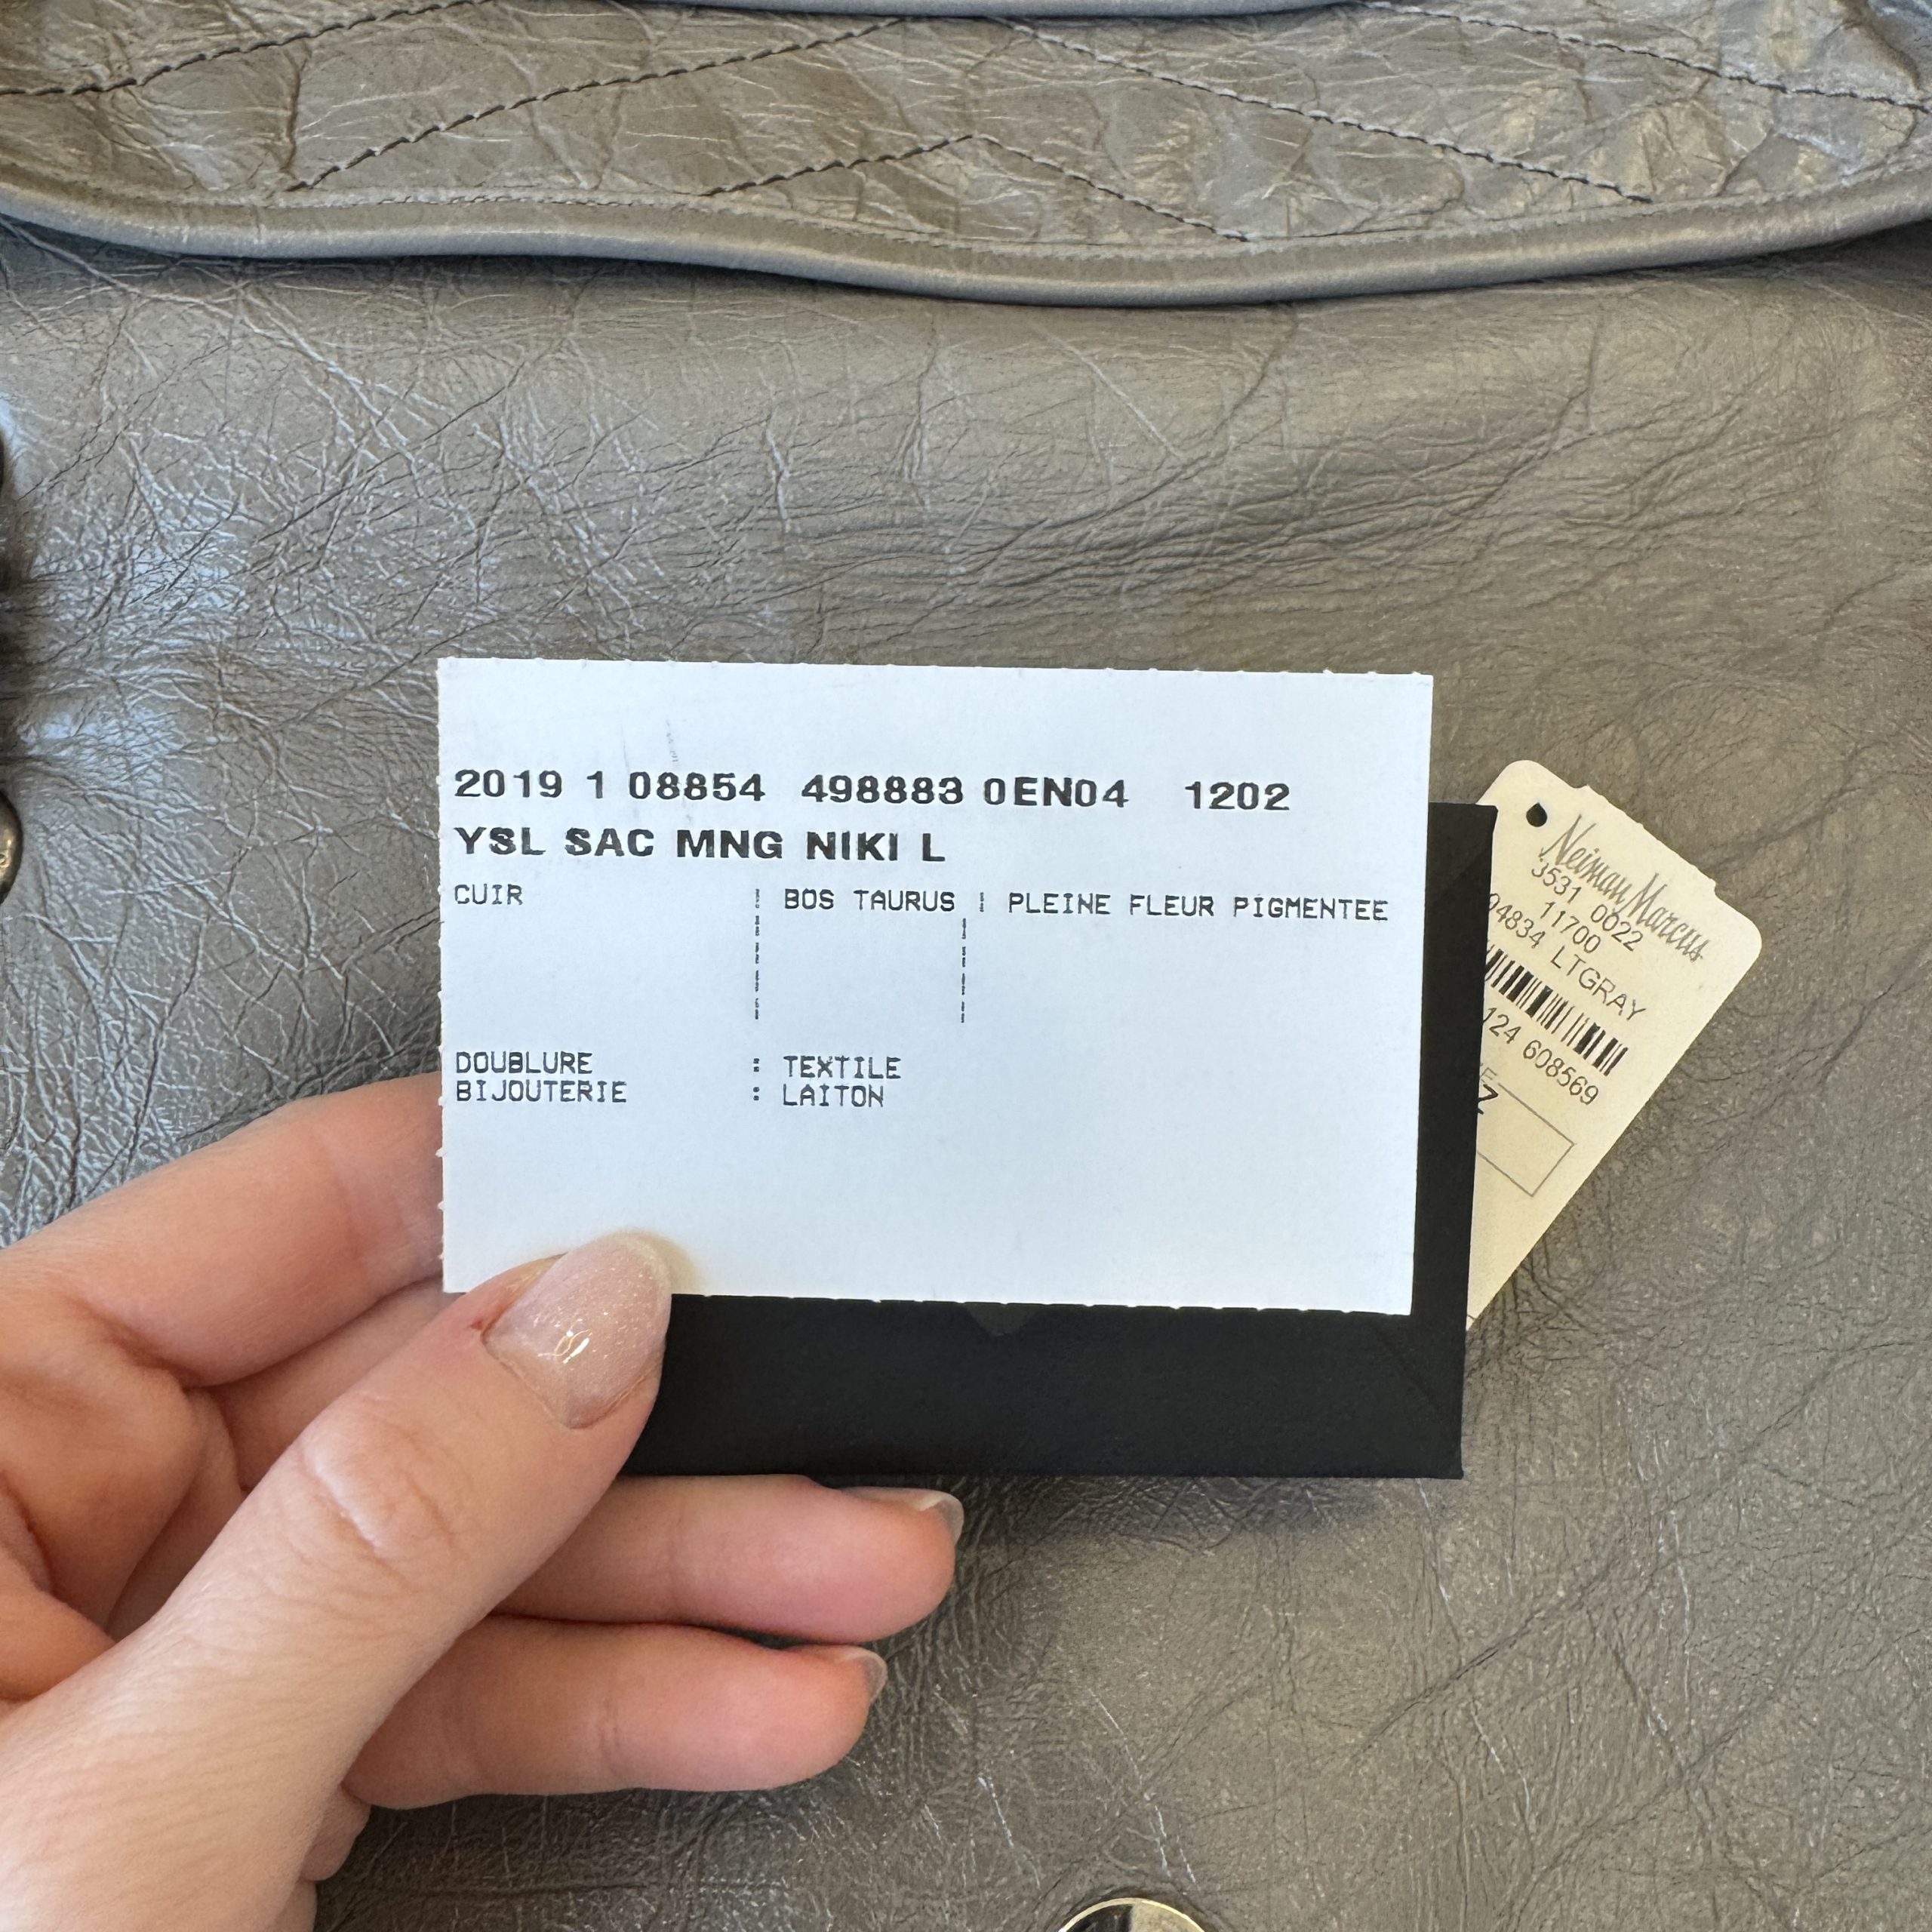 2019 1 08854 498883 0EN04 1202
YSL SAC MNG NIKI L
CUIR | BOS TAURUS | PLEINE FLEUR PIGMENTEE
DOUBLURE : TEXTILE
BIJOUTERIE : LAITON
Neiman Marcus
3531 0022
11700
04834 LTGRAY
124 608569